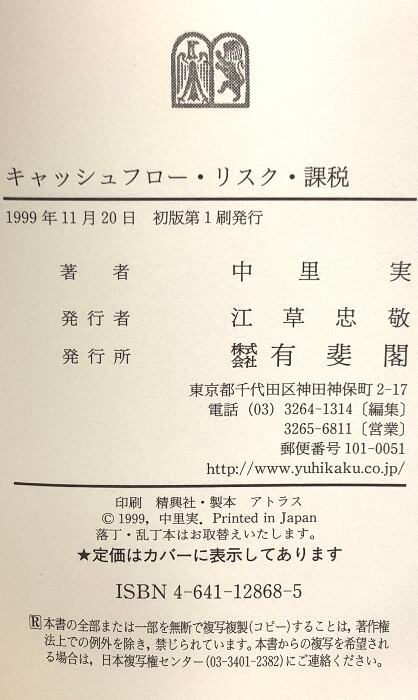 キャッシュフロー・リスク・課税
1999年11月20日　初版第1刷発行
著者　中里実
発行者　江草忠敬
発行所　株式会社 有斐閣
東京都千代田区神田神保町2-17
電話 (03) 3264-1314〔編集〕
3265-6811〔営業〕
郵便番号 101-0051
http://www.yuhikaku.co.jp/
印刷　精興社・製本　アトラス
© 1999, 中里実. Printed in Japan
落丁・乱丁本はお取替えいたします。
★定価はカバーに表示してあります
ISBN 4-641-12868-5
Ⓡ本書の全部または一部を無断で複写複製(コピー)することは, 著作権
法上での例外を除き, 禁じられています。本書からの複写を希望され
る場合は, 日本複写権センター(03-3401-2382)にご連絡ください。